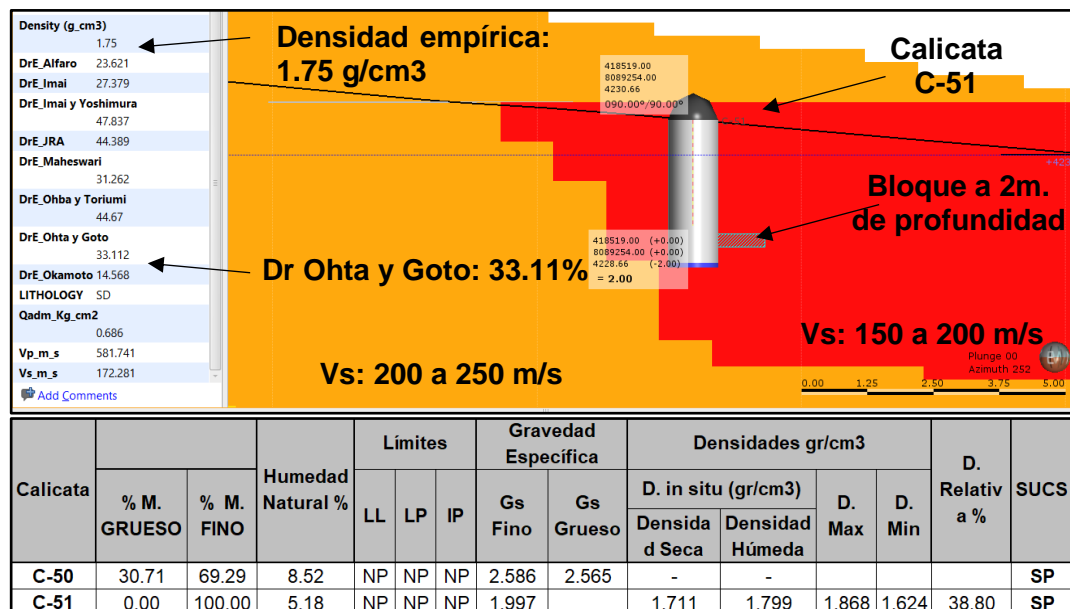 Density (g_cm3)
1.75
DrE_Alfaro 23.621
DrE_Imai 27.379
DrE_Imai y Yoshimura
47.837
DrE_JRA 44.389
DrE_Maheswari
31.262
DrE_Ohba y Toriumi
44.67
DrE_Ohta y Goto
33.112
DrE_Okamoto 14.568
LITHOLOGY SD
Qadm_Kg_cm2
0.686
Vp_m_s 581.741
Vs_m_s 172.281
Add Comments
Densidad empírica:
1.75 g/cm3
418519.00
8089254.00
4230.66
090.00°/90.00°
Calicata
C-51
Bloque a 2m.
de profundidad
418519.00 (+0.00)
8089254.00 (+0.00)
4228.66 (-2.00)
= 2.00
Dr Ohta y Goto: 33.11%
Vs: 150 a 200 m/s
Vs: 200 a 250 m/s
Plunge 00
Azimuth 252
0.00 1.25 2.50 3.75 5.00
Calicata
% M.
GRUESO
% M.
FINO
Humedad
Natural %
Límites
LL LP IP
Gravedad
Específica
Gs
Fino
Gs
Grueso
Densidades gr/cm3
D. in situ (gr/cm3)
Densida
d Seca
Densidad
Húmeda
D.
Max
D.
Min
D.
Relativ
a %
SUCS
C-50 30.71 69.29 8.52 NP NP NP 2.586 2.565 - - SP
C-51 0.00 100.00 5.18 NP NP NP 1.997 1.711 1.799 1.868 1.624 38.80 SP